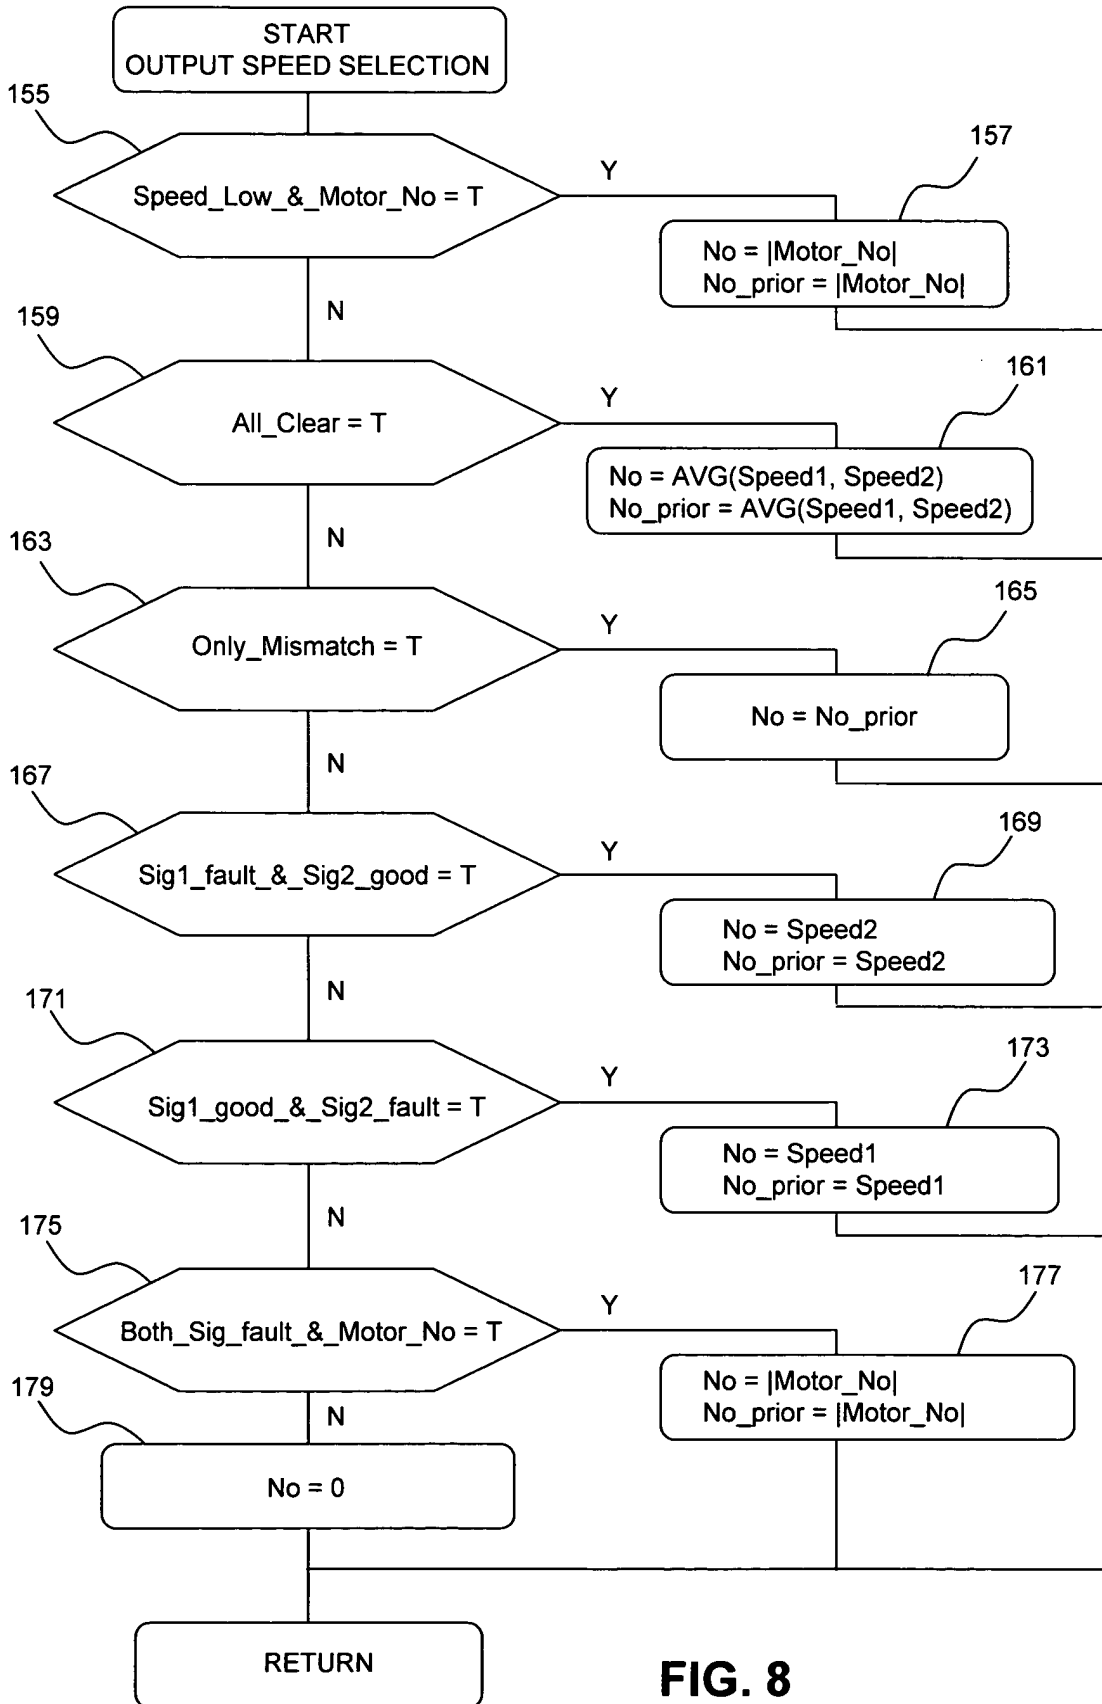 START
OUTPUT SPEED SELECTION
155
Speed_Low_&_Motor_No = T
Y
157
No = |Motor_No|
No_prior = |Motor_No|
N
159
All_Clear = T
Y
161
No = AVG(Speed1, Speed2)
No_prior = AVG(Speed1, Speed2)
N
163
Only_Mismatch = T
Y
165
No = No_prior
N
167
Sig1_fault_&_Sig2_good = T
Y
169
No = Speed2
No_prior = Speed2
N
171
Sig1_good_&_Sig2_fault = T
Y
173
No = Speed1
No_prior = Speed1
N
175
Both_Sig_fault_&_Motor_No = T
Y
177
No = |Motor_No|
No_prior = |Motor_No|
N
179
No = 0
RETURN
FIG. 8